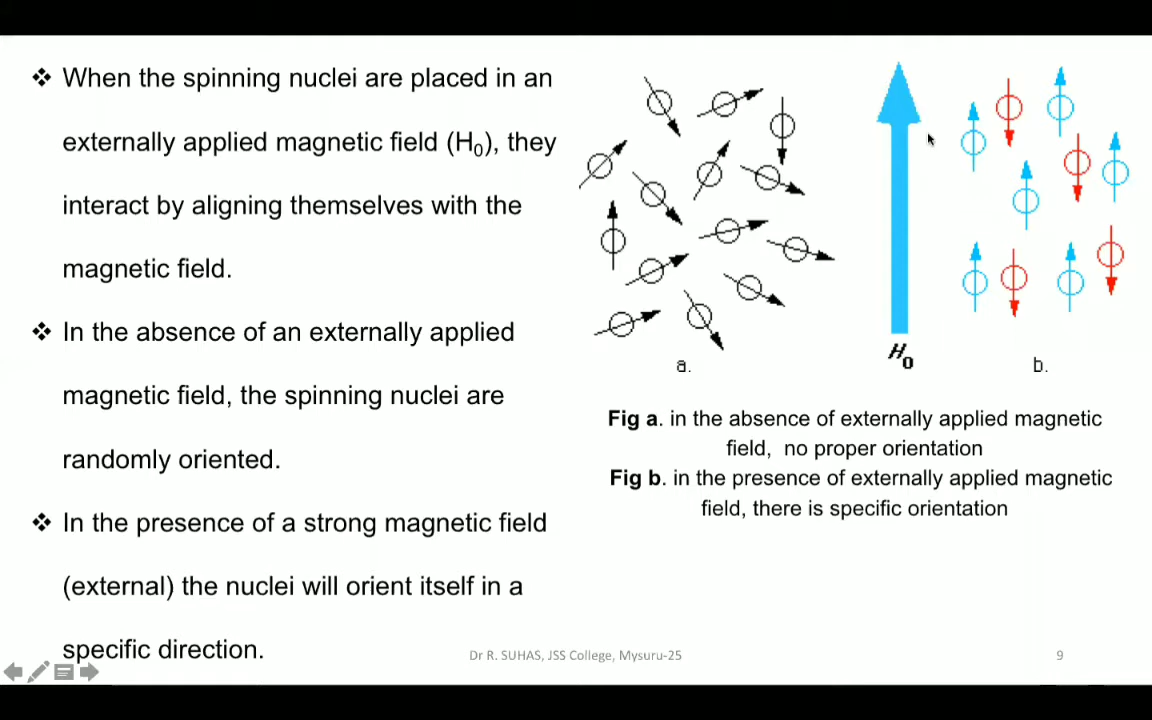 ❖ When the spinning nuclei are placed in an
externally applied magnetic field (H₀), they
interact by aligning themselves with the
magnetic field.
❖ In the absence of an externally applied
magnetic field, the spinning nuclei are
randomly oriented.
❖ In the presence of a strong magnetic field
(external) the nuclei will orient itself in a
specific direction.
a.
H₀
b.
Fig a. in the absence of externally applied magnetic
field, no proper orientation
Fig b. in the presence of externally applied magnetic
field, there is specific orientation
Dr R. SUHAS, JSS College, Mysuru-25
9